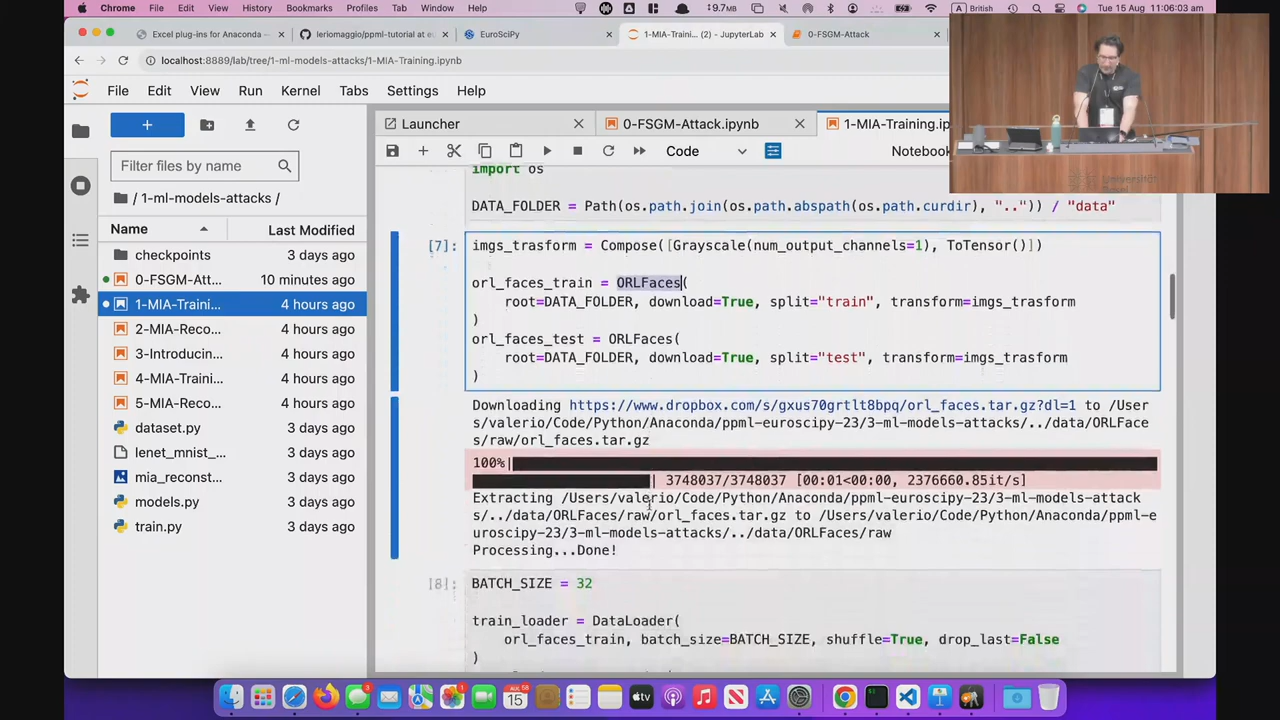 Chrome File Edit View History Bookmarks Profiles Tab Window Help 9.7MB British Tue 15 Aug 11:06:03 am
Excel plug-ins for Anaconda – leriomaggio/ppml-tutorial at e EuroSciPy 1-MIA-Traini... (2) - JupyterLab 0-FSGM-Attack
localhost:8889/lab/tree/1-ml-models-attacks/1-MIA-Training.ipynb
File Edit View Run Kernel Tabs Settings Help
Launcher 0-FSGM-Attack.ipynb 1-MIA-Training.ip
Code Notebook
Filter files by name
/ 1-ml-models-attacks /
Name Last Modified
checkpoints 3 days ago
0-FSGM-Att... 10 minutes ago
1-MIA-Traini... 4 hours ago
2-MIA-Reco... 4 hours ago
3-Introducin... 4 hours ago
4-MIA-Traini... 4 hours ago
5-MIA-Reco... 4 hours ago
dataset.py 3 days ago
lenet_mnist_... 3 days ago
mia_reconst... 3 days ago
models.py 3 days ago
train.py 3 days ago
import os
DATA_FOLDER = Path(os.path.join(os.path.abspath(os.path.curdir), "..")) / "data"
[7]: imgs_trasform = Compose([Grayscale(num_output_channels=1), ToTensor()])
orl_faces_train = ORLFaces(
root=DATA_FOLDER, download=True, split="train", transform=imgs_trasform
)
orl_faces_test = ORLFaces(
root=DATA_FOLDER, download=True, split="test", transform=imgs_trasform
)
Downloading https://www.dropbox.com/s/gxus70grtlt8bpq/orl_faces.tar.gz?dl=1 to /User
s/valerio/Code/Python/Anaconda/ppml-euroscipy-23/3-ml-models-attacks/../data/ORLFace
s/raw/orl_faces.tar.gz
100%|
| 3748037/3748037 [00:01<00:00, 2376660.85it/s]
Extracting /Users/valerio/Code/Python/Anaconda/ppml-euroscipy-23/3-ml-models-attack
s/../data/ORLFaces/raw/orl_faces.tar.gz to /Users/valerio/Code/Python/Anaconda/ppml-e
uroscipy-23/3-ml-models-attacks/../data/ORLFaces/raw
Processing...Done!
[8]: BATCH_SIZE = 32
train_loader = DataLoader(
orl_faces_train, batch_size=BATCH_SIZE, shuffle=True, drop_last=False
)